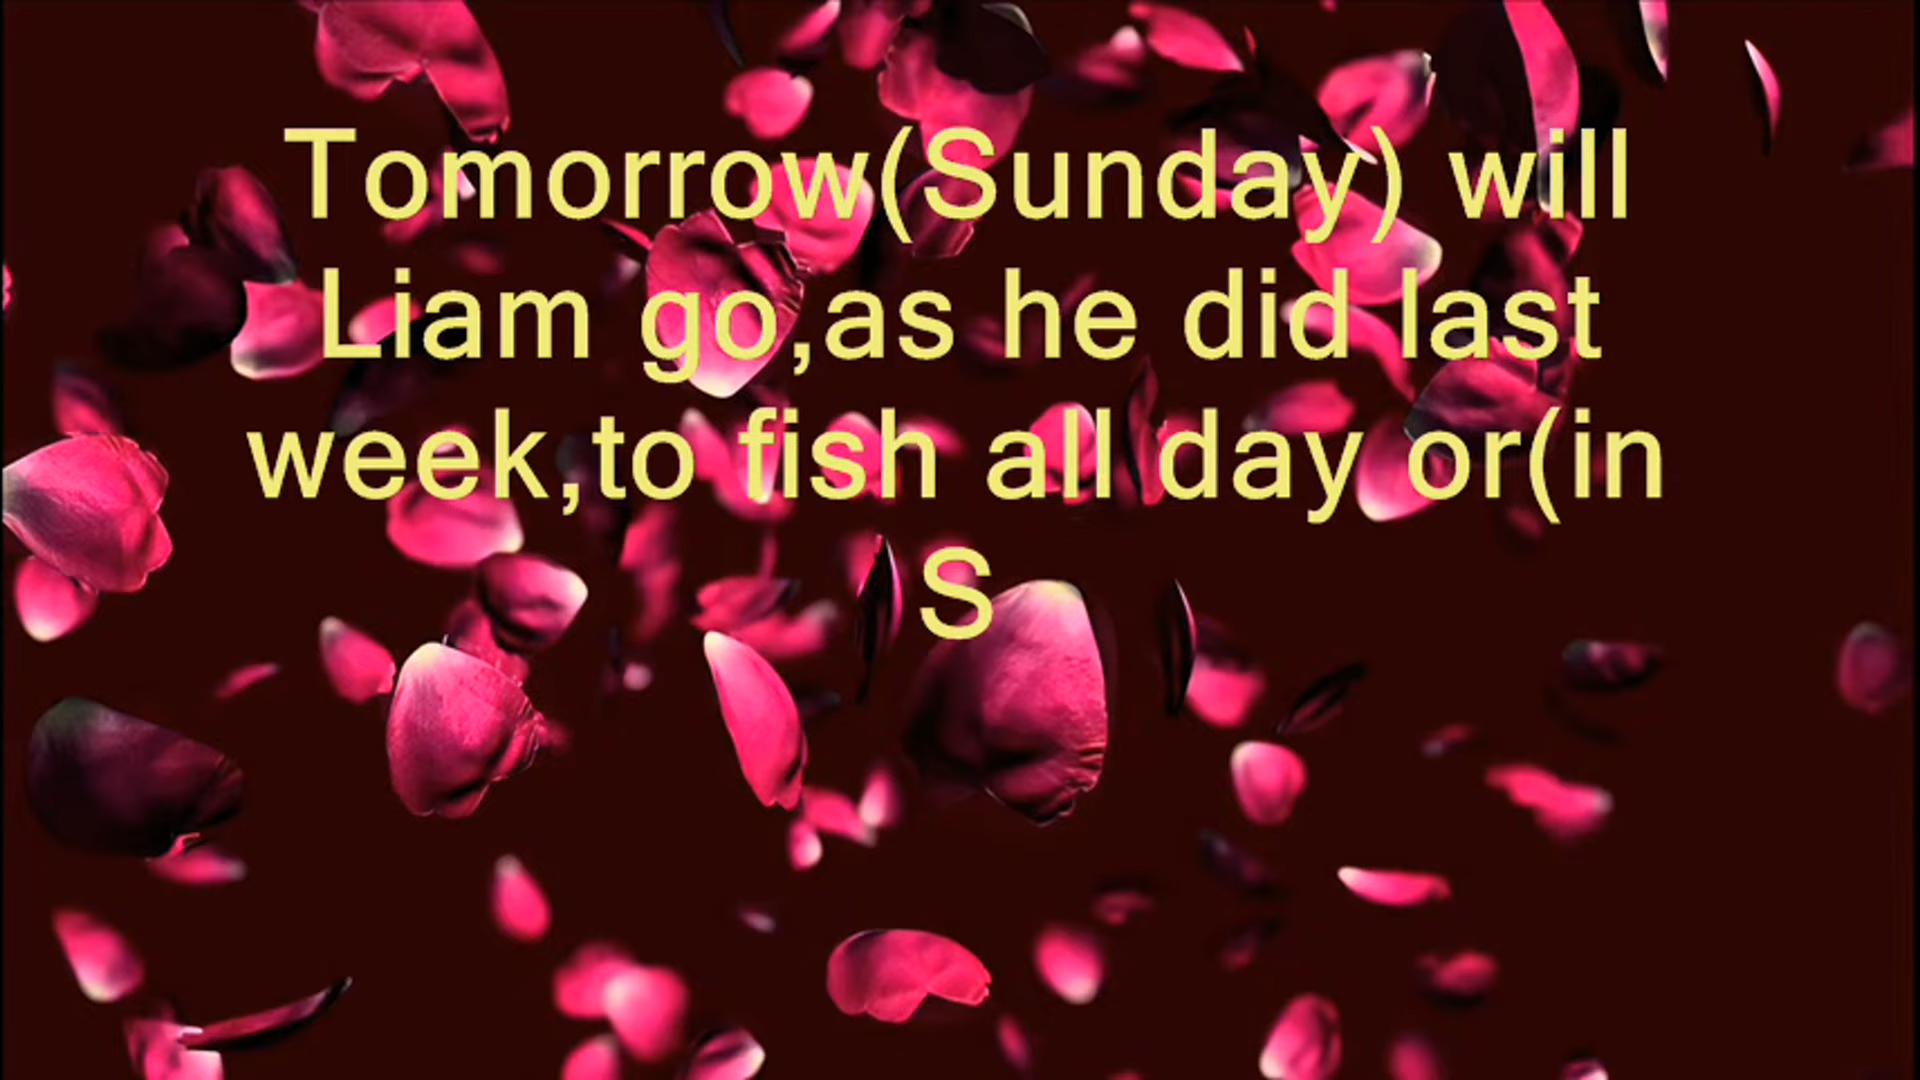 Tomorrow(Sunday) will
Liam go,as he did last
week,to fish all day or(in
S